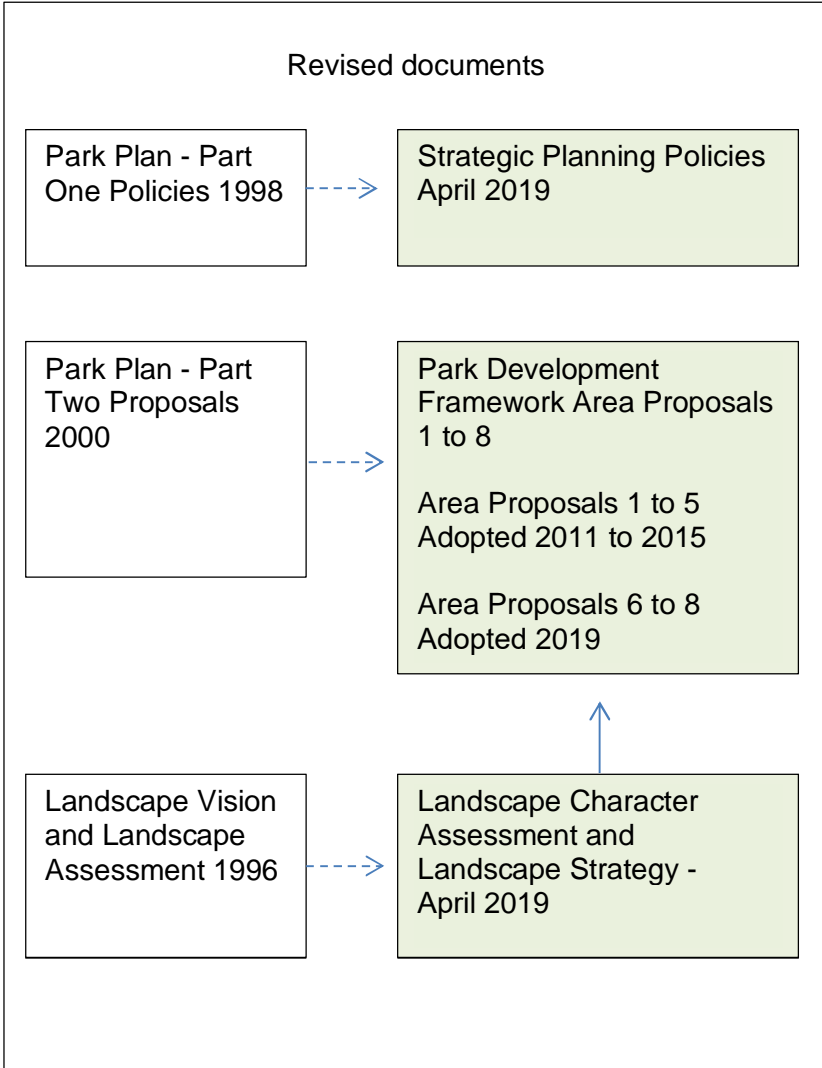 Revised documents
Park Plan - Part
One Policies 1998
Strategic Planning Policies
April 2019
Park Plan - Part
Two Proposals
2000
Park Development
Framework Area Proposals
1 to 8
Area Proposals 1 to 5
Adopted 2011 to 2015
Area Proposals 6 to 8
Adopted 2019
Landscape Vision
and Landscape
Assessment 1996
Landscape Character
Assessment and
Landscape Strategy -
April 2019